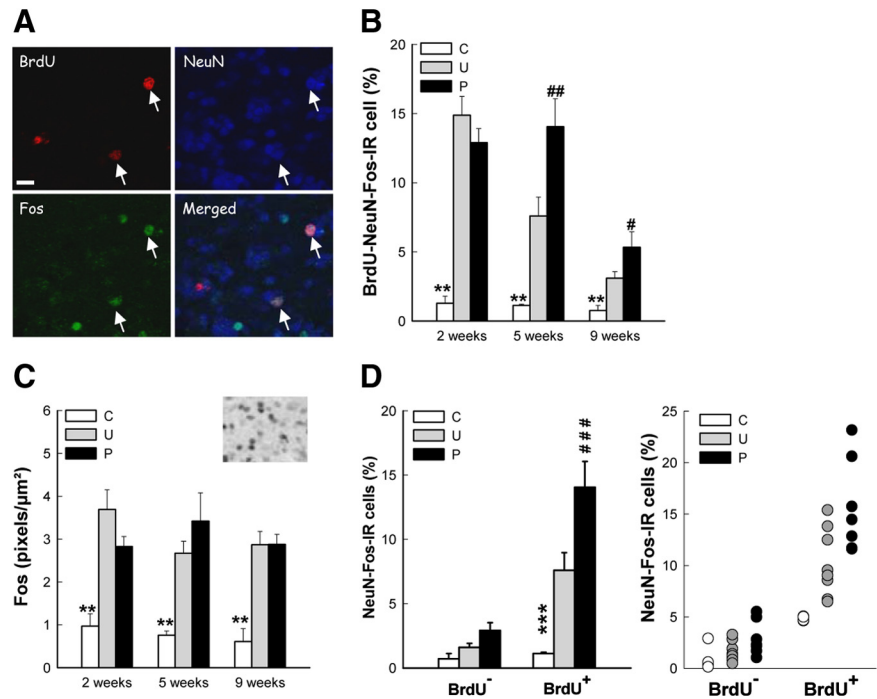 A
BrdU
NeuN
Fos
Merged
B
BrdU-NeuN-Fos-IR cell (%)
20
15
10
5
0
C
U
P
**
**
##
**
#
2 weeks
5 weeks
9 weeks
C
Fos (pixels/μm²)
6
5
4
3
2
1
0
C
U
P
**
**
**
2 weeks
5 weeks
9 weeks
D
NeuN-Fos-IR cells (%)
20
15
10
5
0
C
U
P
***
###
BrdU⁻
BrdU⁺
NeuN-Fos-IR cells (%)
25
20
15
10
5
0
C
U
P
BrdU⁻
BrdU⁺